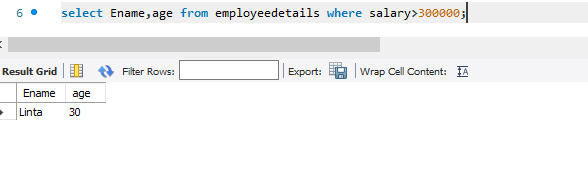 6 select Ename,age from employeedetails where salary>300000;
Result Grid Filter Rows: Export: Wrap Cell Content:
Ename age
Linta 30